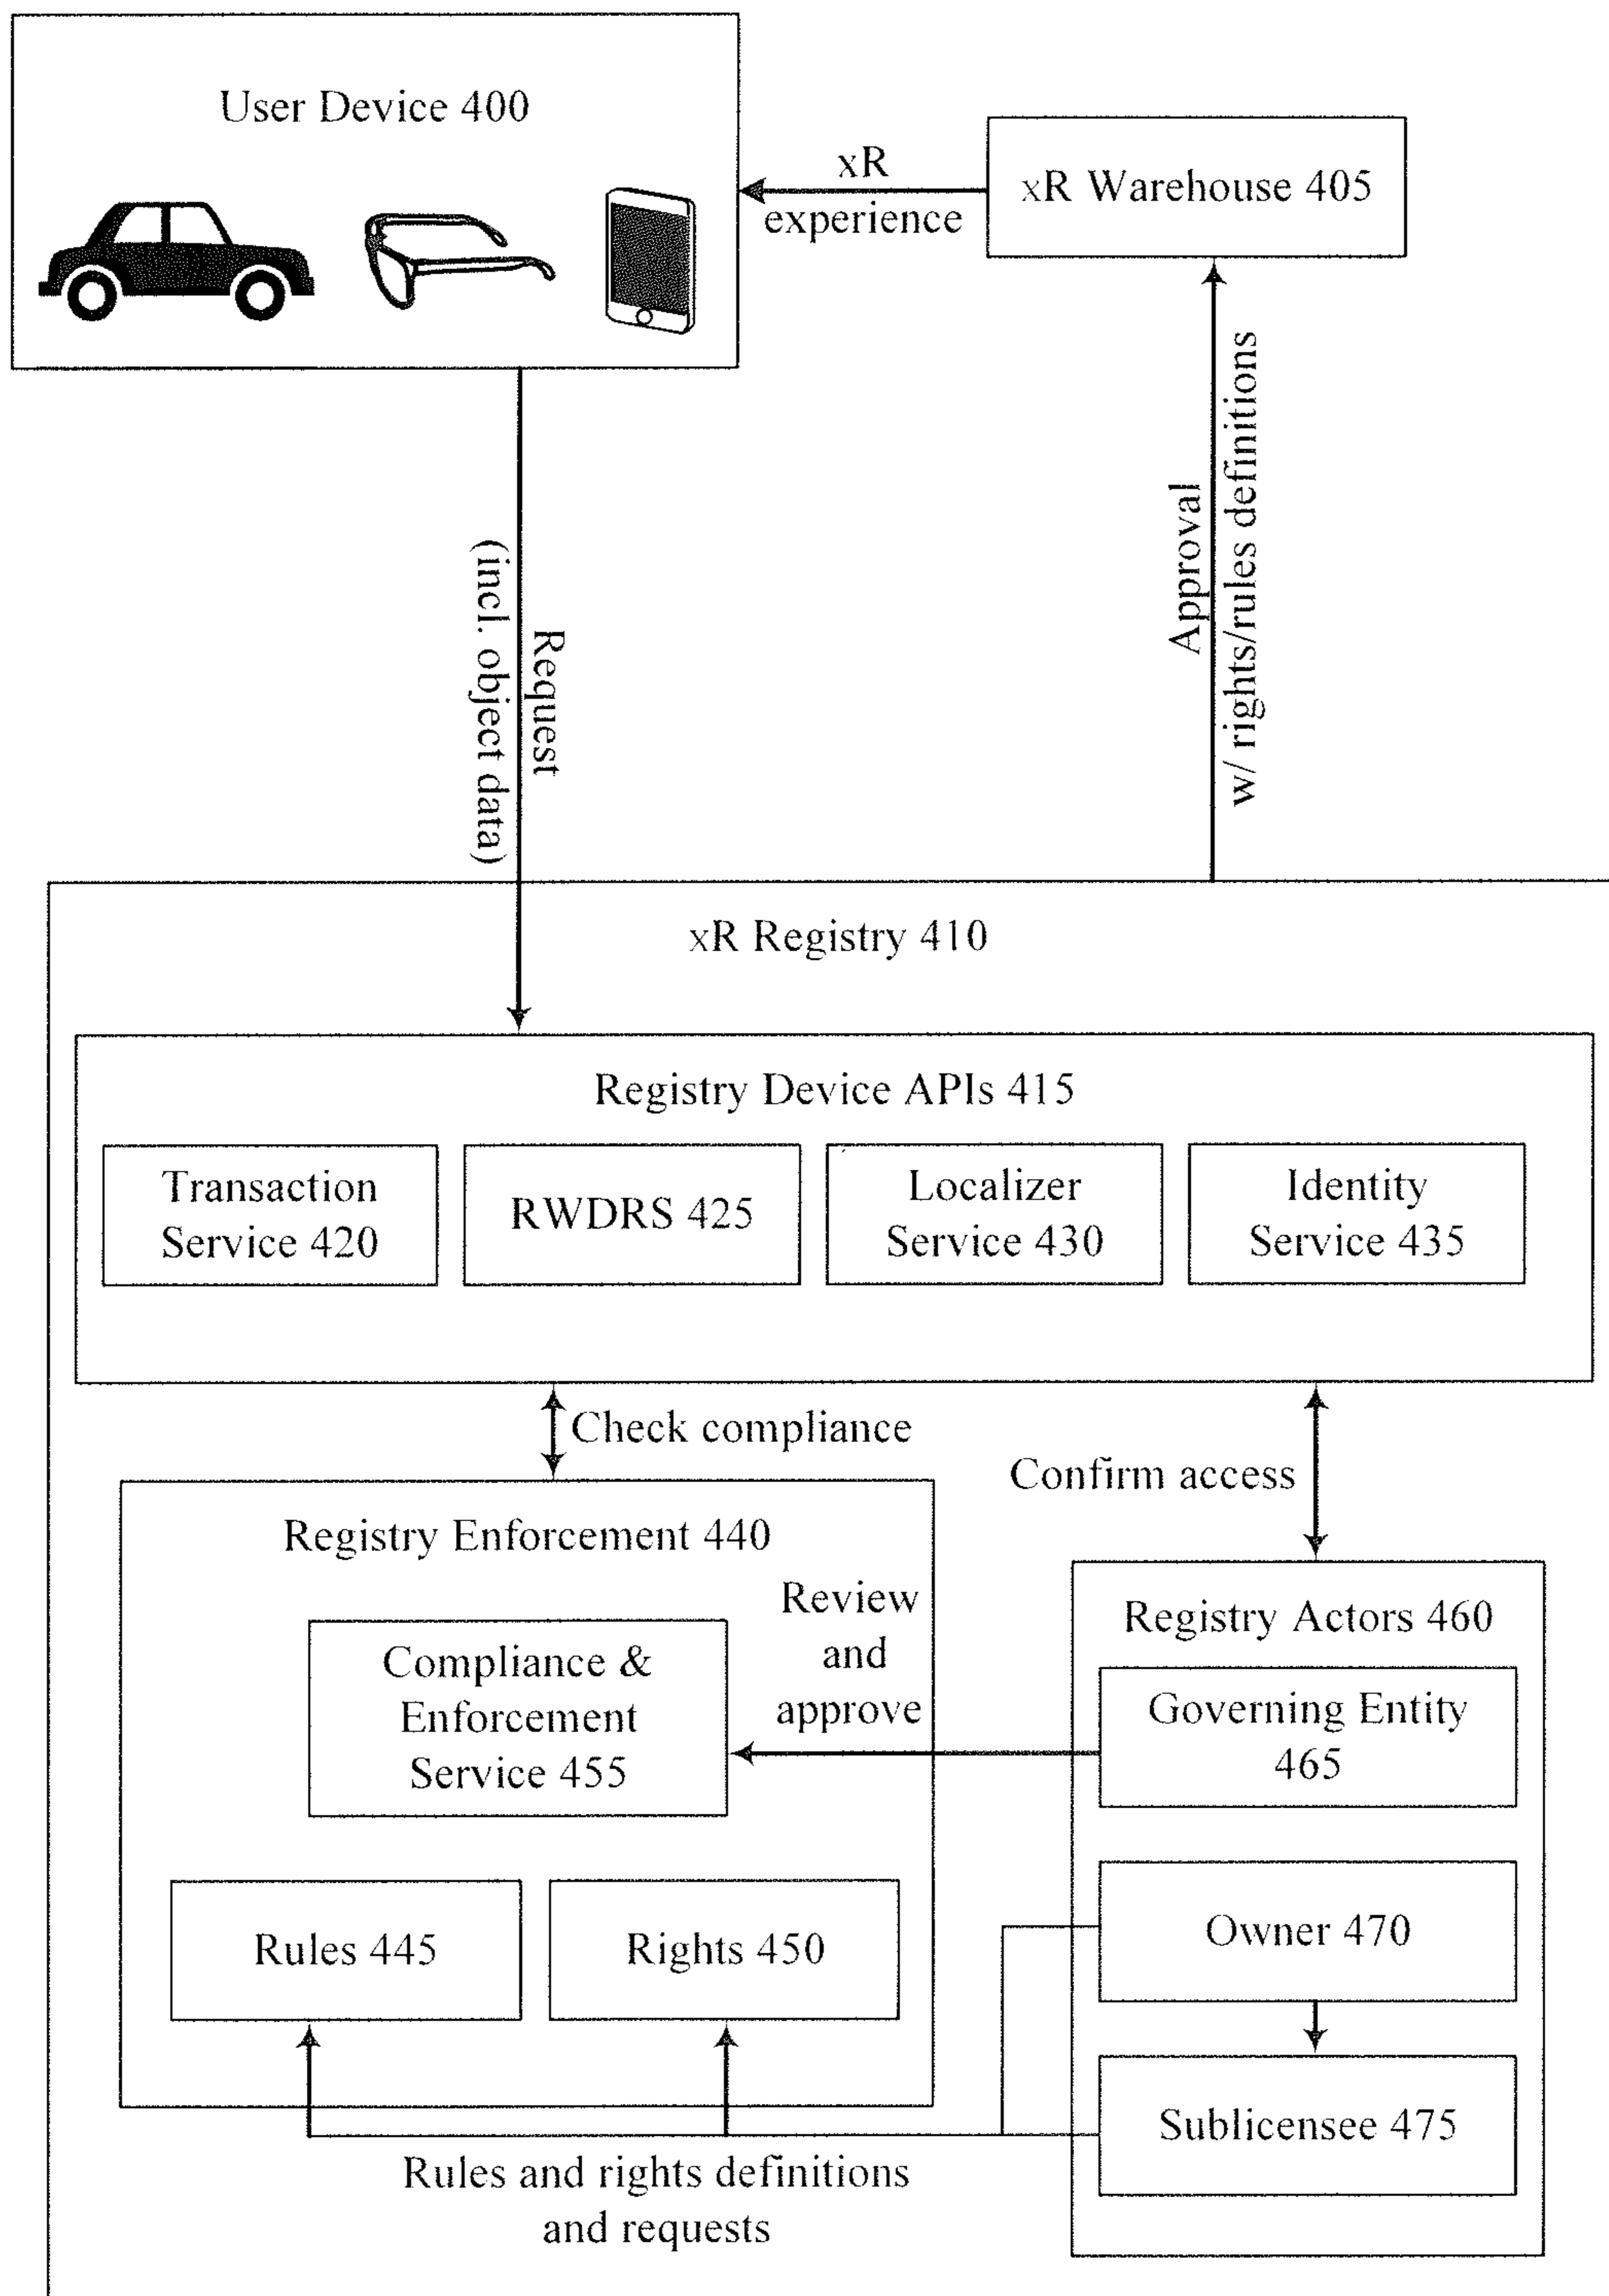 User Device 400
xR
experience
xR Warehouse 405
Request
(incl. object data)
Approval
w/ rights/rules definitions
xR Registry 410
Registry Device APIs 415
Transaction
Service 420
RWDRS 425
Localizer
Service 430
Identity
Service 435
Check compliance
Confirm access
Registry Enforcement 440
Compliance &
Enforcement
Service 455
Review
and
approve
Registry Actors 460
Governing Entity
465
Rules 445
Rights 450
Owner 470
Sublicensee 475
Rules and rights definitions
and requests